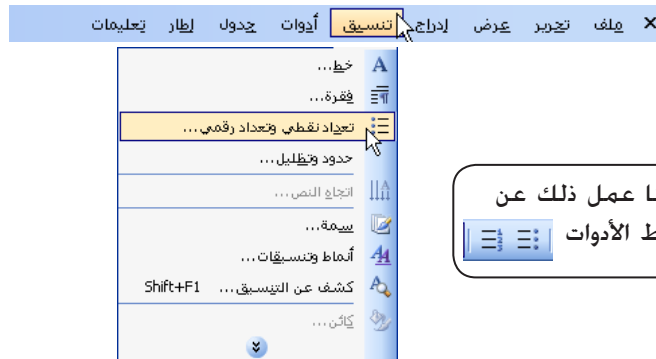 ملف تحرير عرض إدراج تنسيق أدوات جدول إطار تعليمات
خط...
فقرة...
تعداد نقطي وتعداد رقمي...
حدود وتظليل...
اتجاه النص...
سمة...
أنماط وتنسيقات...
كشف عن التنسيق... Shift+F1
كائن...
عمل ذلك عن
الأدوات